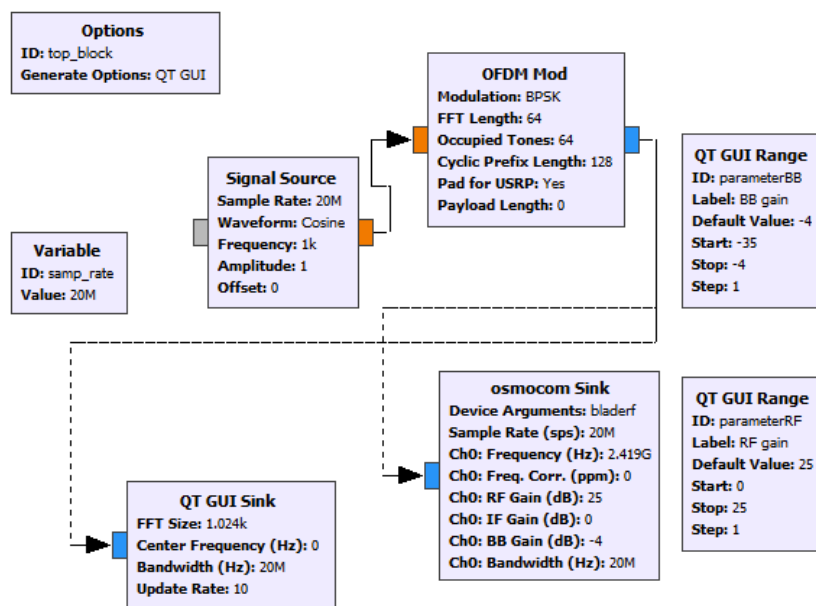 Options
ID: top_block
Generate Options: QT GUI
OFDM Mod
Modulation: BPSK
FFT Length: 64
Occupied Tones: 64
Cyclic Prefix Length: 128
Pad for USRP: Yes
Payload Length: 0
QT GUI Range
ID: parameterBB
Label: BB gain
Default Value: -4
Start: -35
Stop: -4
Step: 1
Signal Source
Sample Rate: 20M
Waveform: Cosine
Frequency: 1k
Amplitude: 1
Offset: 0
Variable
ID: samp_rate
Value: 20M
osmocom Sink
Device Arguments: bladerf
Sample Rate (sps): 20M
Ch0: Frequency (Hz): 2.419G
Ch0: Freq. Corr. (ppm): 0
Ch0: RF Gain (dB): 25
Ch0: IF Gain (dB): 0
Ch0: BB Gain (dB): -4
Ch0: Bandwidth (Hz): 20M
QT GUI Range
ID: parameterRF
Label: RF gain
Default Value: 25
Start: 0
Stop: 25
Step: 1
QT GUI Sink
FFT Size: 1.024k
Center Frequency (Hz): 0
Bandwidth (Hz): 20M
Update Rate: 10